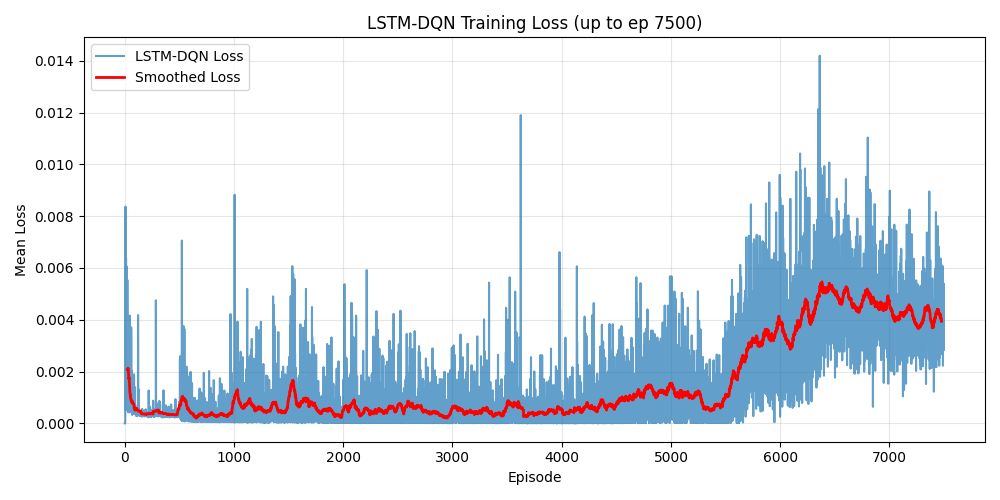 LSTM-DQN Training Loss (up to ep 7500)
LSTM-DQN Loss
Smoothed Loss
0.014
0.012
0.010
0.008
0.006
0.004
0.002
0.000
Mean Loss
0 1000 2000 3000 4000 5000 6000 7000
Episode